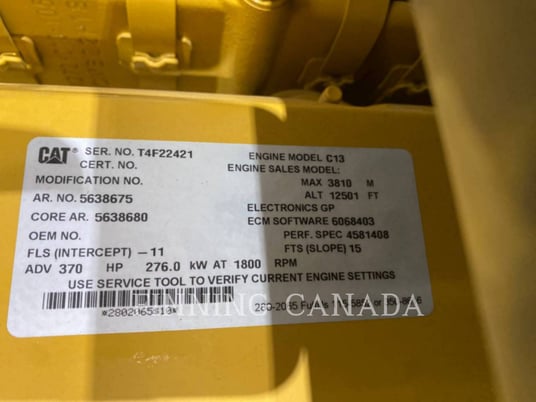 CAT® SER. NO. T4F22421 ENGINE MODEL C13
CERT. NO. ENGINE SALES MODEL:
MODIFICATION NO. MAX 3810 M
AR. NO. 5638675 ALT 12501 FT
CORE AR. 5638680 ELECTRONICS GP
ECM SOFTWARE 6068403
OEM NO. PERF. SPEC 4581408
FLS (INTERCEPT) -11 FTS (SLOPE) 15
ADV 370 HP 276.0 kW AT 1800 RPM
USE SERVICE TOOL TO VERIFY CURRENT ENGINE SETTINGS
FINNING CANADA
280-2065 or